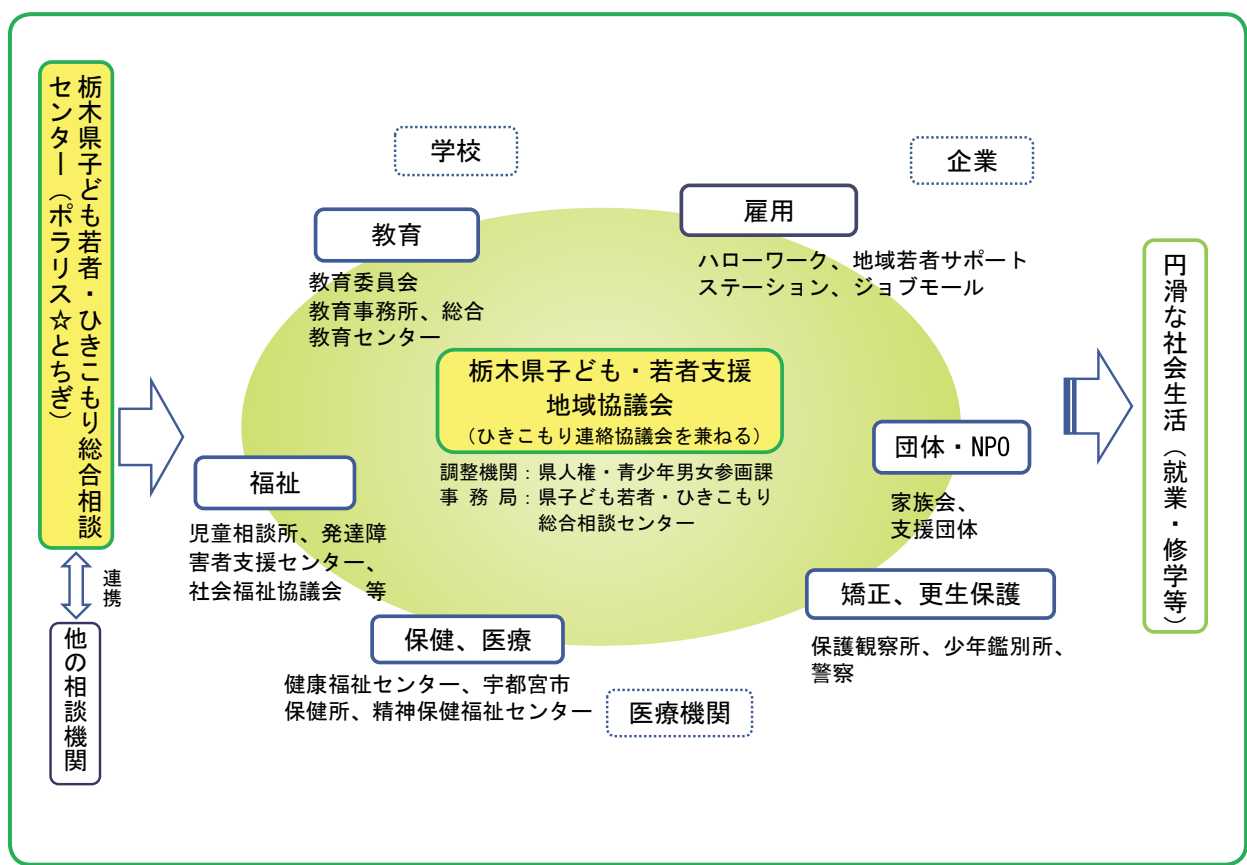 栃木県子ども若者・ひきこもり総合相談
センター（ポラリス☆とちぎ）
連携
他の相談機関
学校
企業
教育
教育委員会
教育事務所、総合
教育センター
雇用
ハローワーク、地域若者サポート
ステーション、ジョブモール
栃木県子ども・若者支援
地域協議会
（ひきこもり連絡協議会を兼ねる）
調整機関：県人権・青少年男女参画課
事 務 局：県子ども若者・ひきこもり
総合相談センター
福祉
児童相談所、発達障
害者支援センター、
社会福祉協議会　等
団体・NPO
家族会、
支援団体
保健、医療
健康福祉センター、宇都宮市
保健所、精神保健福祉センター
医療機関
矯正、更生保護
保護観察所、少年鑑別所、
警察
円滑な社会生活（就業・修学等）